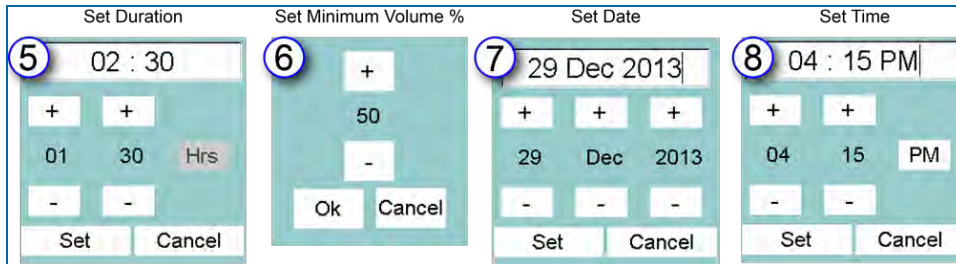 Set Duration
5
02 : 30
+ +
01 30 Hrs
- -
Set Cancel
Set Minimum Volume %
6
+
50
-
Ok Cancel
Set Date
7
29 Dec 2013
+ + +
29 Dec 2013
- - -
Set Cancel
Set Time
8
04 : 15 PM
+ +
04 15 PM
- -
Set Cancel